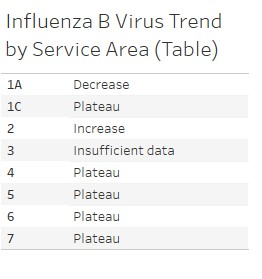 Influenza B Virus Trend
by Service Area (Table)
1A Decrease
1C Plateau
2 Increase
3 Insufficient data
4 Plateau
5 Plateau
6 Plateau
7 Plateau